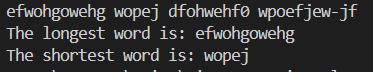 efwohgowehg wopej dfohwehf0 wpoefjew-jf
The longest word is: efwohgowehg
The shortest word is: wopej